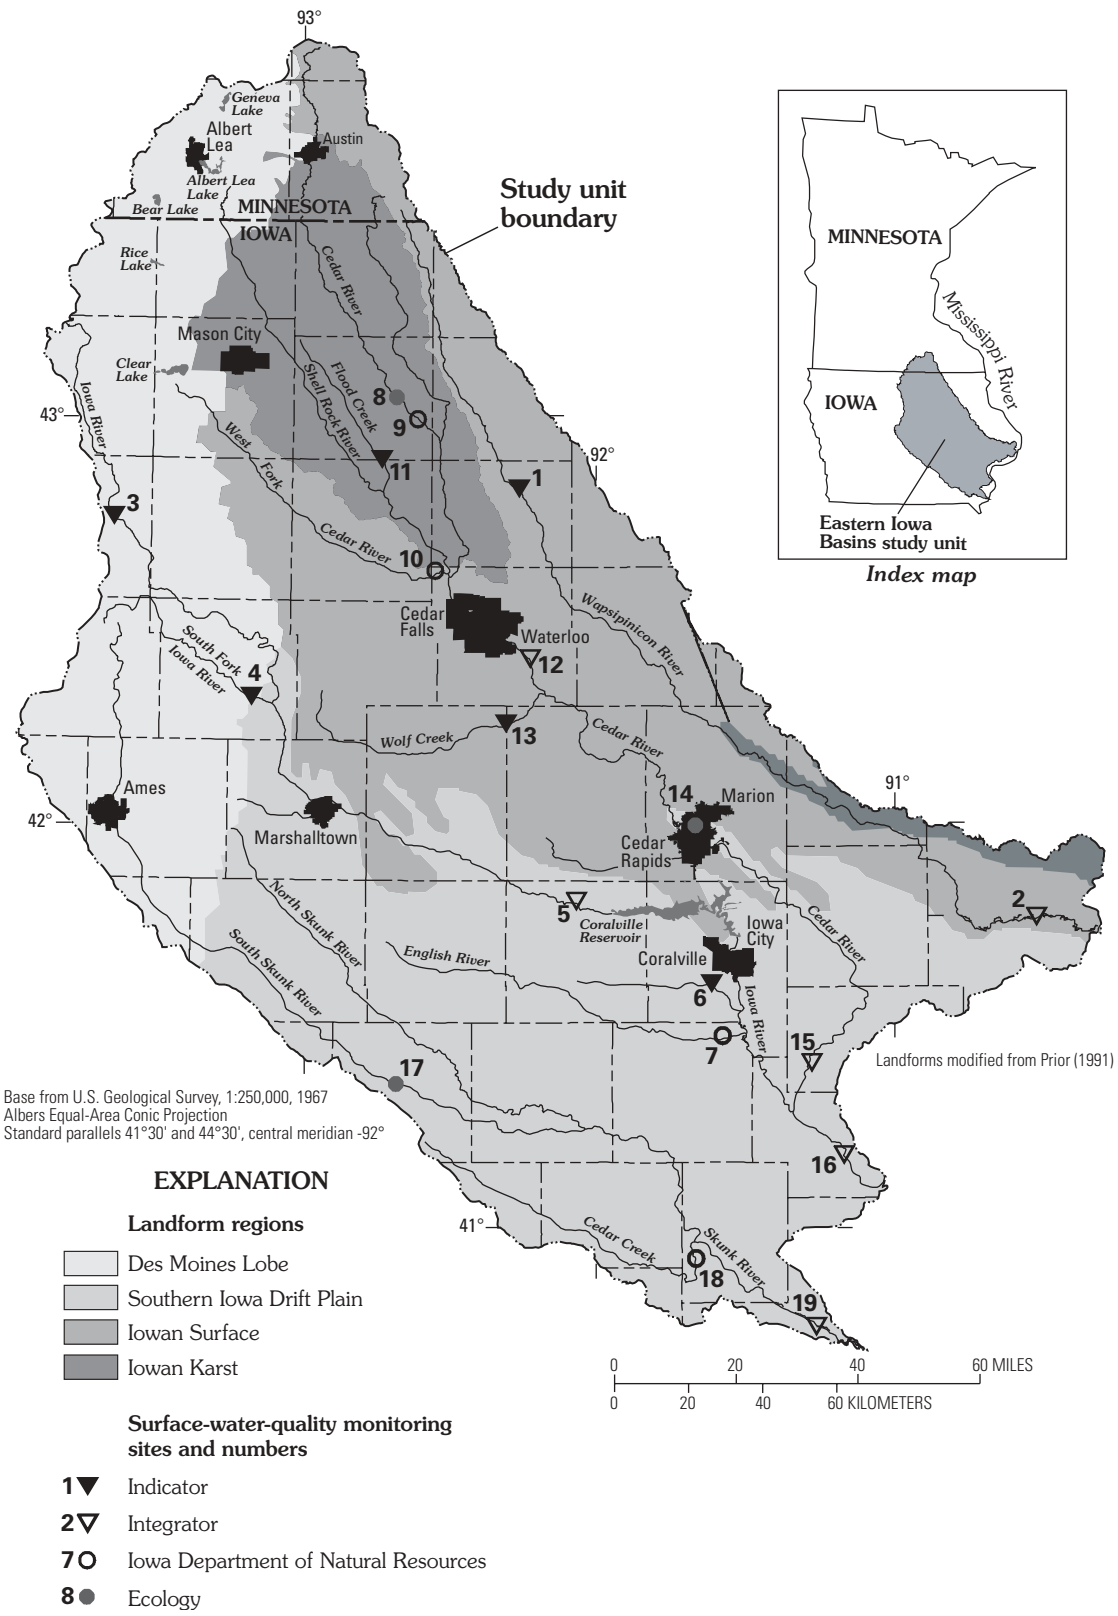 93°
Geneva
Lake
Albert
Lea
Austin
Albert Lea
Lake
Bear Lake
MINNESOTA
IOWA
Study unit
boundary
Rice
Lake
Cedar River
Mason City
Clear
Lake
Iowa River
43°
Flood Creek
Shell Rock River
8
9
11
West
Fork
Cedar River
92°
1
3
10
Cedar
Falls
Waterloo
12
Wapsipinicon River
South Fork
Iowa River
4
Wolf Creek
13
Cedar River
Ames
42°
Marshalltown
14
Marion
Cedar
Rapids
91°
2
5
Coralville
Reservoir
Iowa
City
Coralville
Cedar River
North Skunk River
South Skunk River
English River
6
Iowa River
7
15
17
16
Landforms modified from Prior (1991)
41°
Cedar Creek
Skunk River
18
19
MINNESOTA
Mississippi River
IOWA
Eastern Iowa
Basins study unit
Index map
Base from U.S. Geological Survey, 1:250,000, 1967
Albers Equal-Area Conic Projection
Standard parallels 41°30' and 44°30', central meridian -92°
EXPLANATION
Landform regions
Des Moines Lobe
Southern Iowa Drift Plain
Iowan Surface
Iowan Karst
0 20 40 60 MILES
0 20 40 60 KILOMETERS
Surface-water-quality monitoring
sites and numbers
1 Indicator
2 Integrator
7 Iowa Department of Natural Resources
8 Ecology